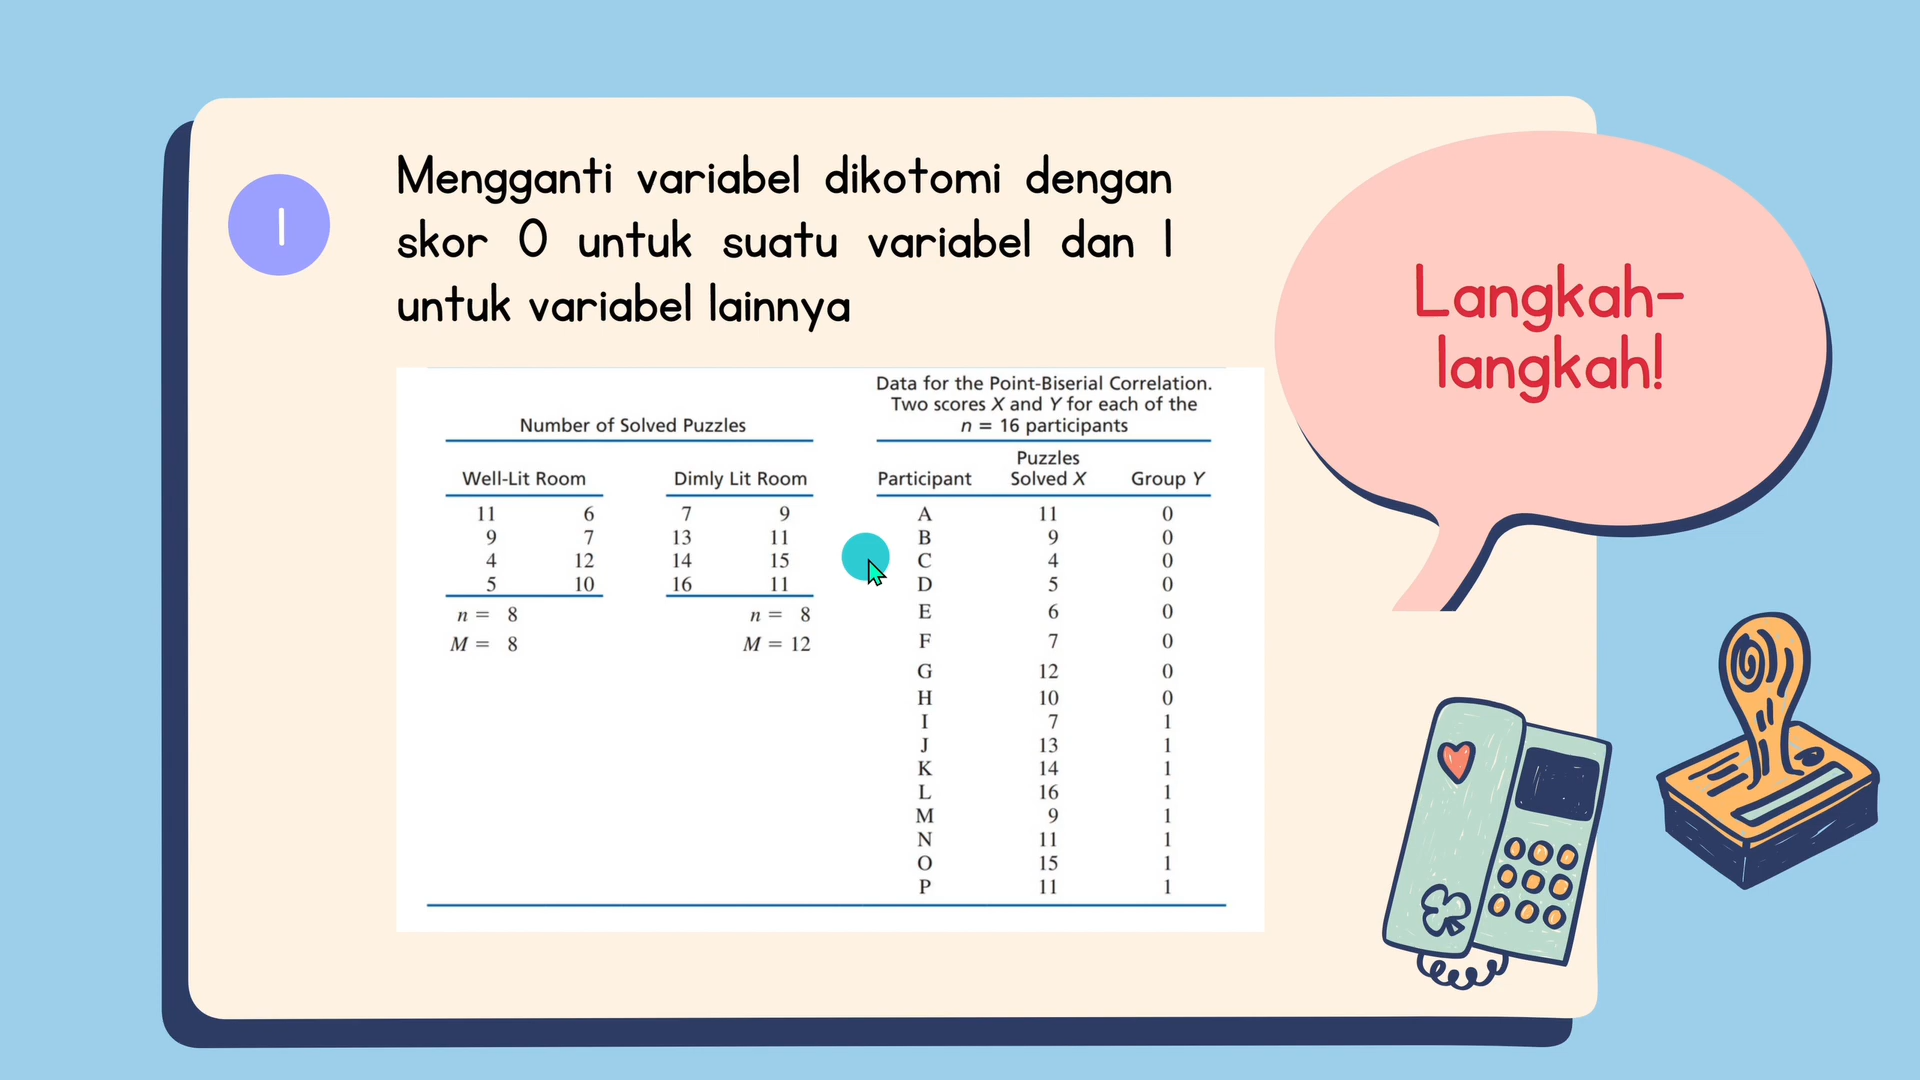 1
Mengganti variabel dikotomi dengan
skor 0 untuk suatu variabel dan 1
untuk variabel lainnya
Langkah-
langkah!
Number of Solved Puzzles
Well-Lit Room Dimly Lit Room
11 6 7 9
9 7 13 11
4 12 14 15
5 10 16 11
n = 8 n = 8
M = 8 M = 12
Data for the Point-Biserial Correlation.
Two scores X and Y for each of the
n = 16 participants
Puzzles
Participant Solved X Group Y
A 11 0
B 9 0
C 4 0
D 5 0
E 6 0
F 7 0
G 12 0
H 10 0
I 7 1
J 13 1
K 14 1
L 16 1
M 9 1
N 11 1
O 15 1
P 11 1